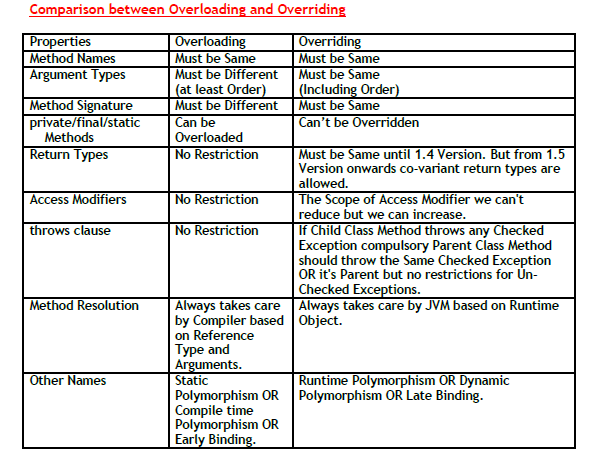 Comparison between Overloading and Overriding
Properties Overloading Overriding
Method Names Must be Same Must be Same
Argument Types Must be Different Must be Same
(at least Order) (Including Order)
Method Signature Must be Different Must be Same
private/final/static Can be Can't be Overridden
Methods Overloaded
Return Types No Restriction Must be Same until 1.4 Version. But from 1.5
Version onwards co-variant return types are
allowed.
Access Modifiers No Restriction The Scope of Access Modifier we can't
reduce but we can increase.
throws clause No Restriction If Child Class Method throws any Checked
Exception compulsory Parent Class Method
should throw the Same Checked Exception
OR it's Parent but no restrictions for Un-
Checked Exceptions.
Method Resolution Always takes care Always takes care by JVM based on Runtime
by Compiler based Object.
on Reference
Type and
Arguments.
Other Names Static Runtime Polymorphism OR Dynamic
Polymorphism OR Polymorphism OR Late Binding.
Compile time
Polymorphism OR
Early Binding.